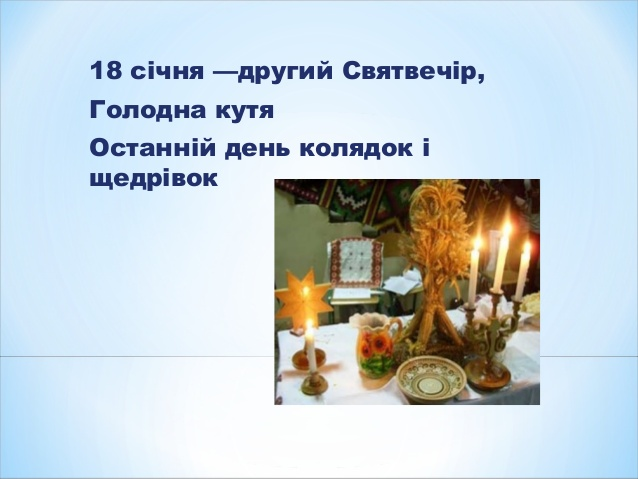 18 січня —другий Святвечір,
Голодна кутя
Останній день колядок і
щедрівок